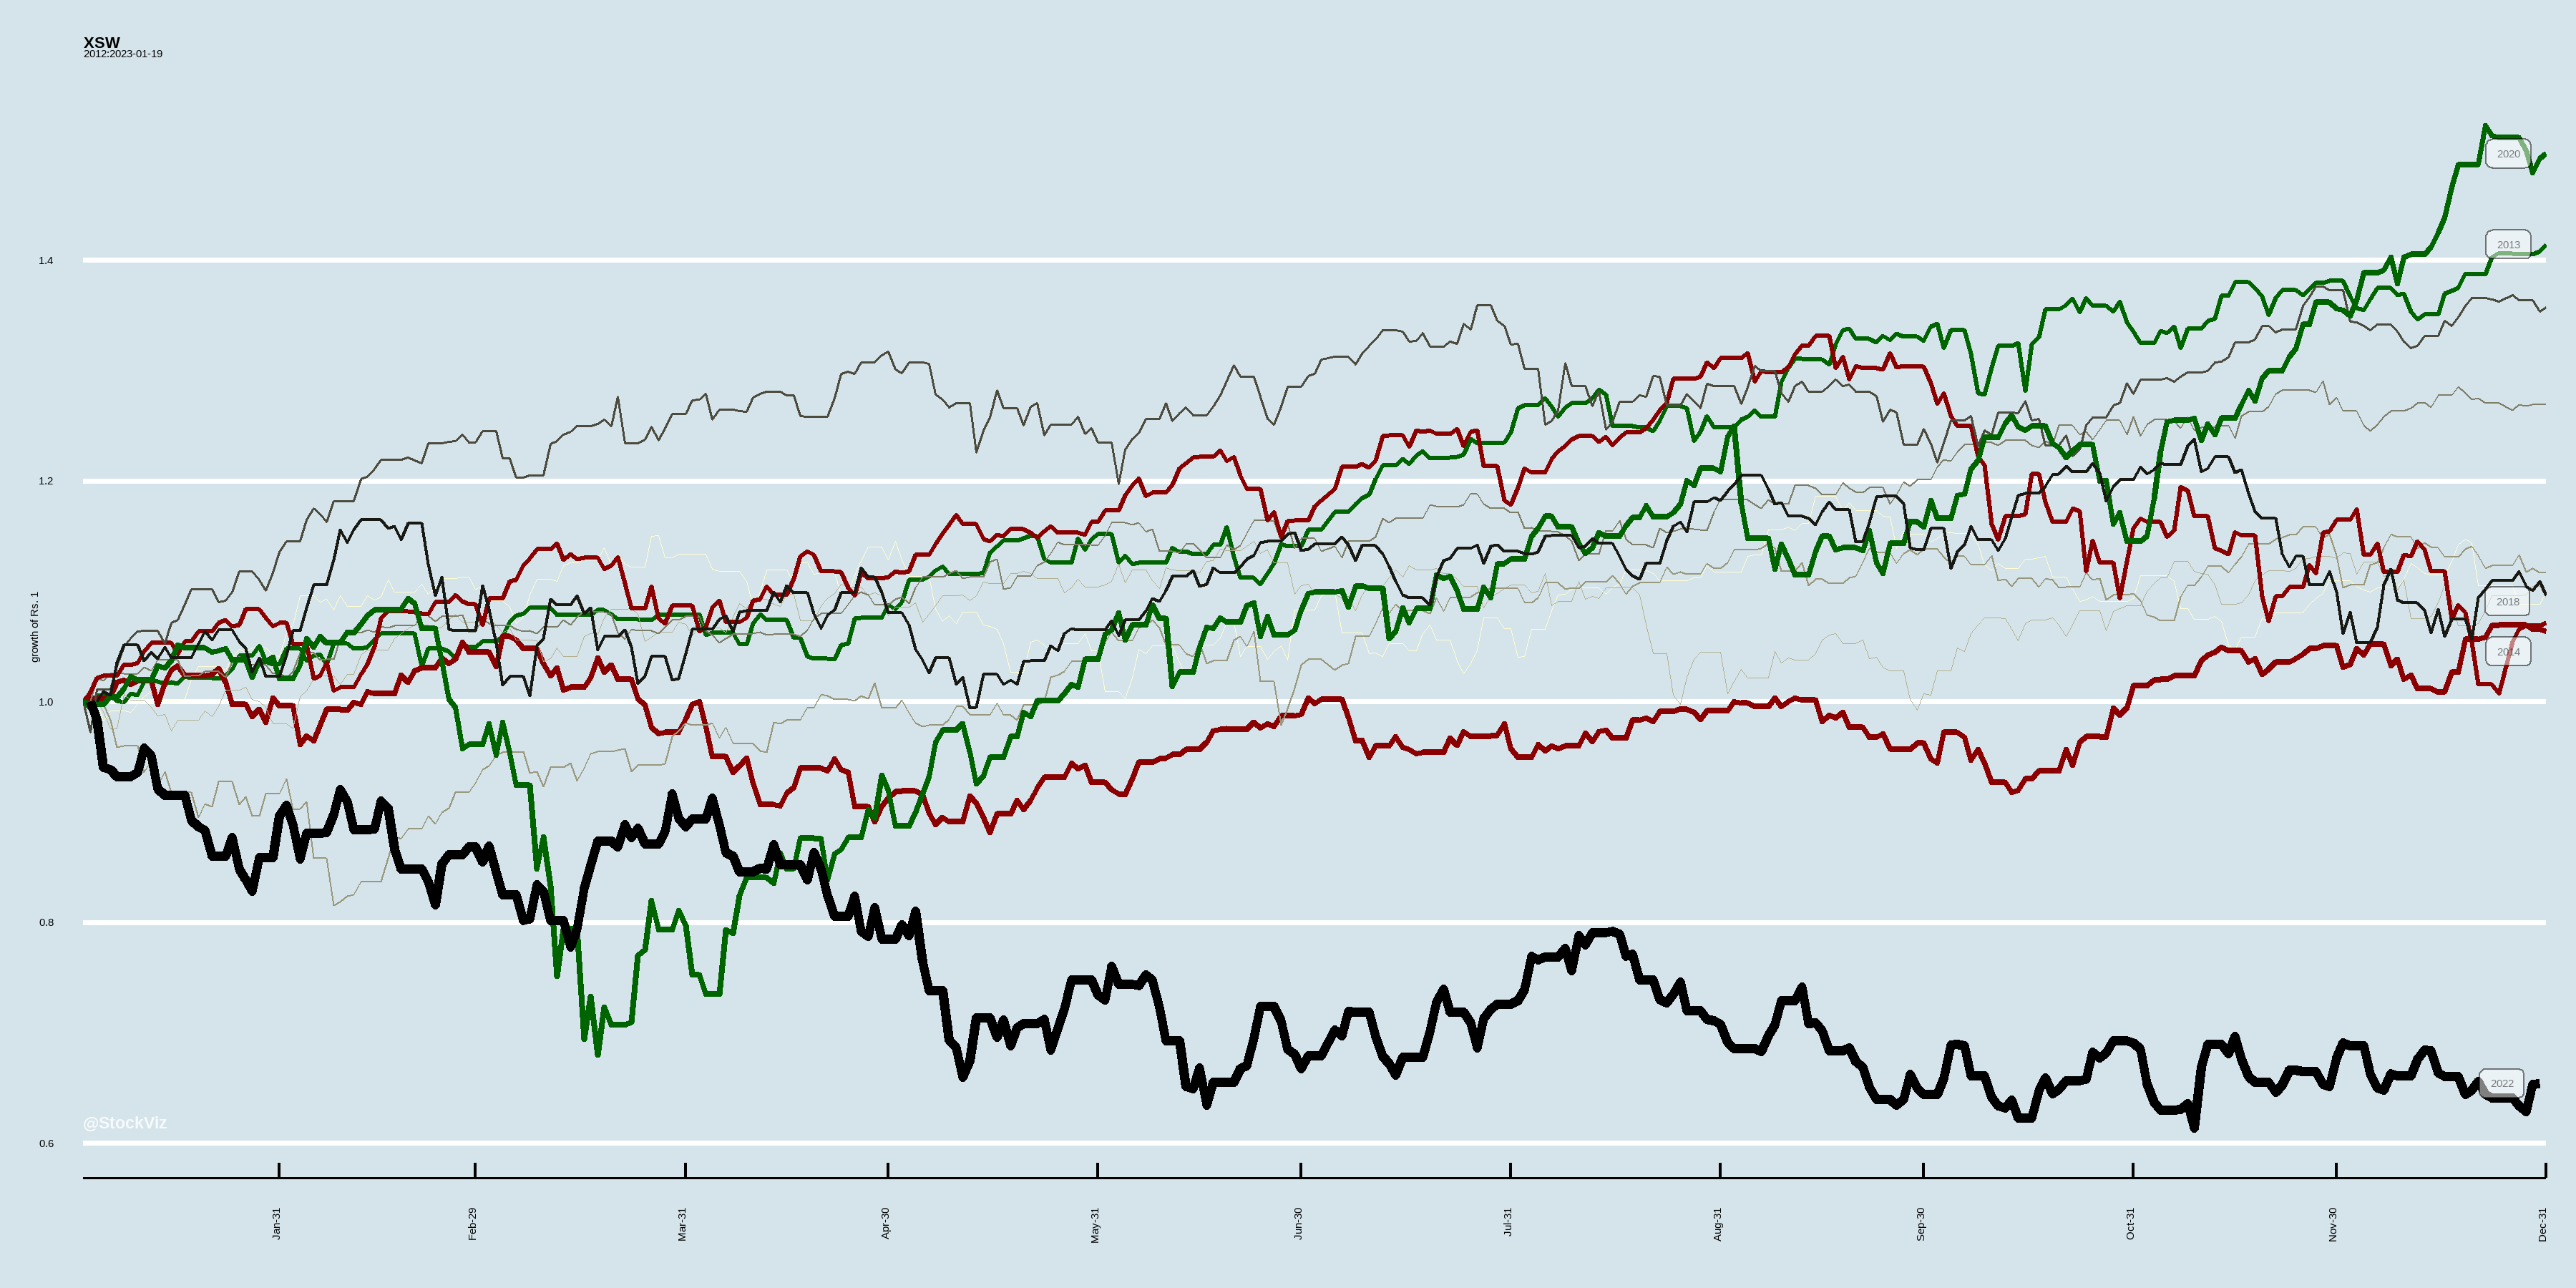 XSW
2012:2023-01-19
growth of Rs. 1
1.4
1.2
1.0
0.8
0.6
2020
2013
2018
2014
2022
@StockViz
Jan-31
Feb-29
Mar-31
Apr-30
May-31
Jun-30
Jul-31
Aug-31
Sep-30
Oct-31
Nov-30
Dec-31